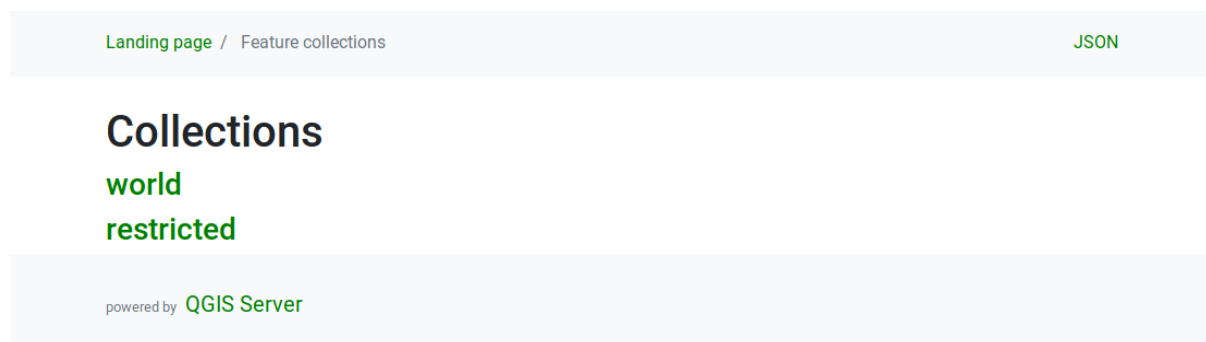 Landing page / Feature collections JSON
Collections
world
restricted
powered by QGIS Server